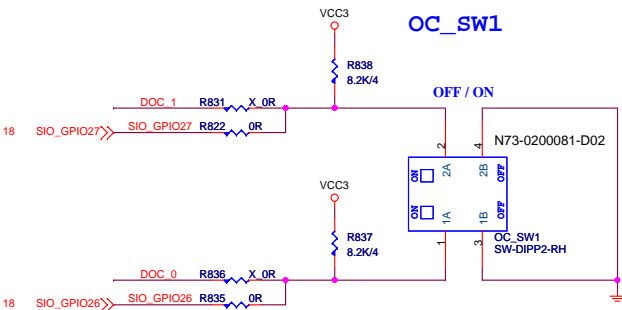 OC_SW1
VCC3
R838
8.2K/4
OFF / ON
DOC_1 R831 X_0R
18 SIO_GPIO27 SIO_GPIO27 R822 0R
2 4 N73-0200081-D02
ON 2A 2B OFF
ON 1A 1B OFF
VCC3
R837
8.2K/4
1 3 OC_SW1
SW-DIPP2-RH
DOC_0 R836 X_0R
18 SIO_GPIO26 SIO_GPIO26 R835 0R